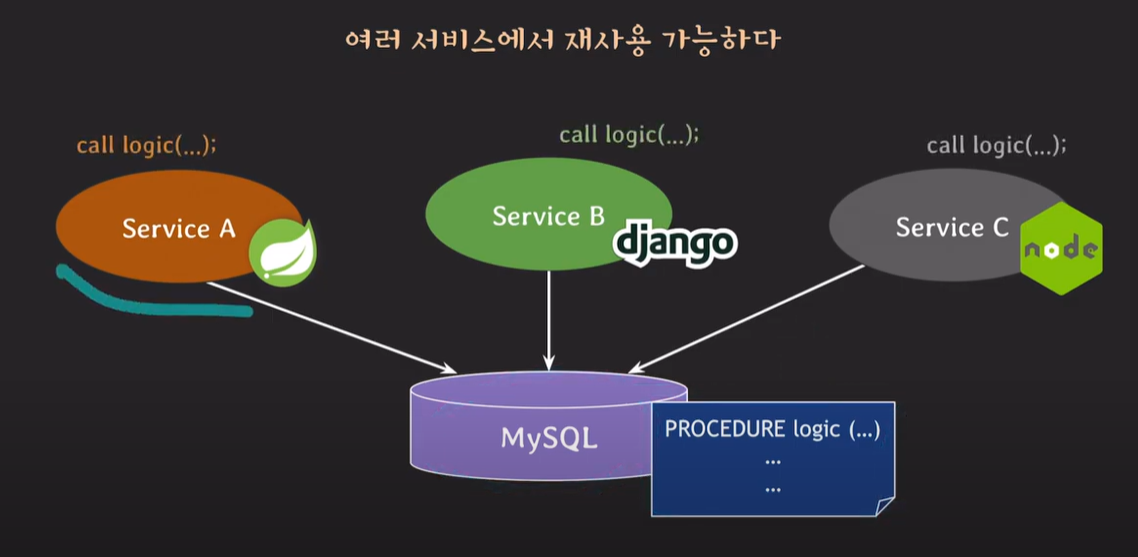 여러 서비스에서 재사용 가능하다
call logic(...);
call logic(...);
call logic(...);
Service A
Service B
django
Service C
node
MySQL
PROCEDURE logic (...)
...
...